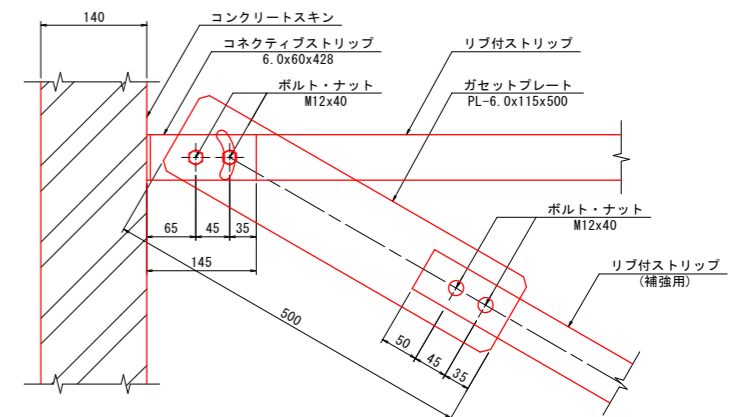 140
コンクリートスキン
コネクティブストリップ
6.0x60x428
リブ付ストリップ
ボルト・ナット
M12x40
ガセットプレート
PL-6.0x115x500
65
45
35
145
500
ボルト・ナット
M12x40
リブ付ストリップ
(補強用)
50
45
35